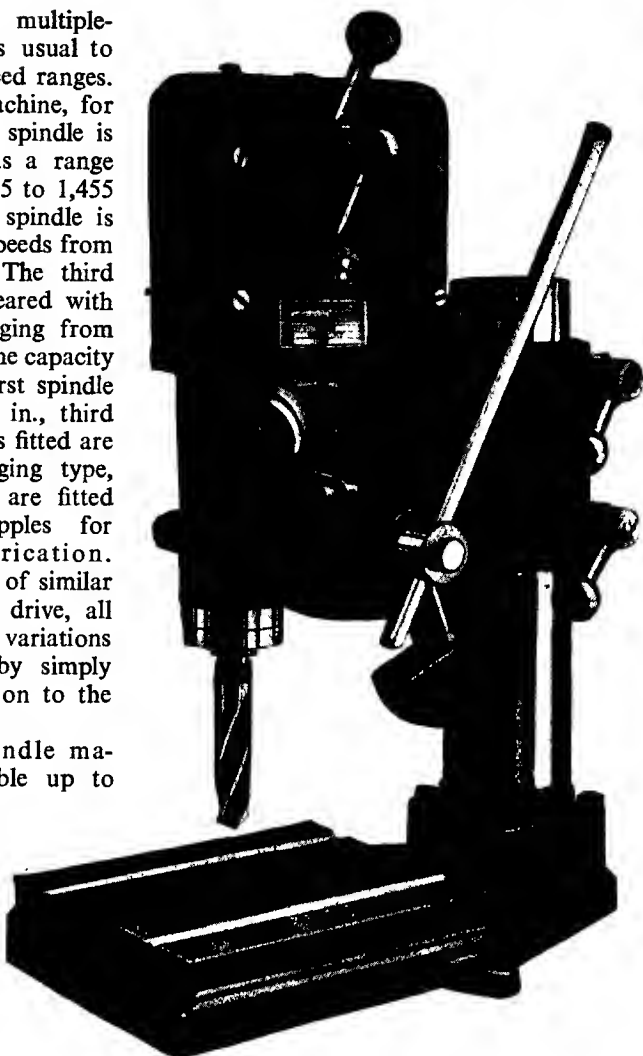 multiple-
s usual to
ed ranges.
achine, for
spindle is
s a range
5 to 1,455
spindle is
peeds from
The third
eared with
ging from
ne capacity
rst spindle
in., third
s fitted are
ging type,
are fitted
pples for
rication.
of similar
drive, all
variations
by simply
on to the
ndle ma-
ble up to